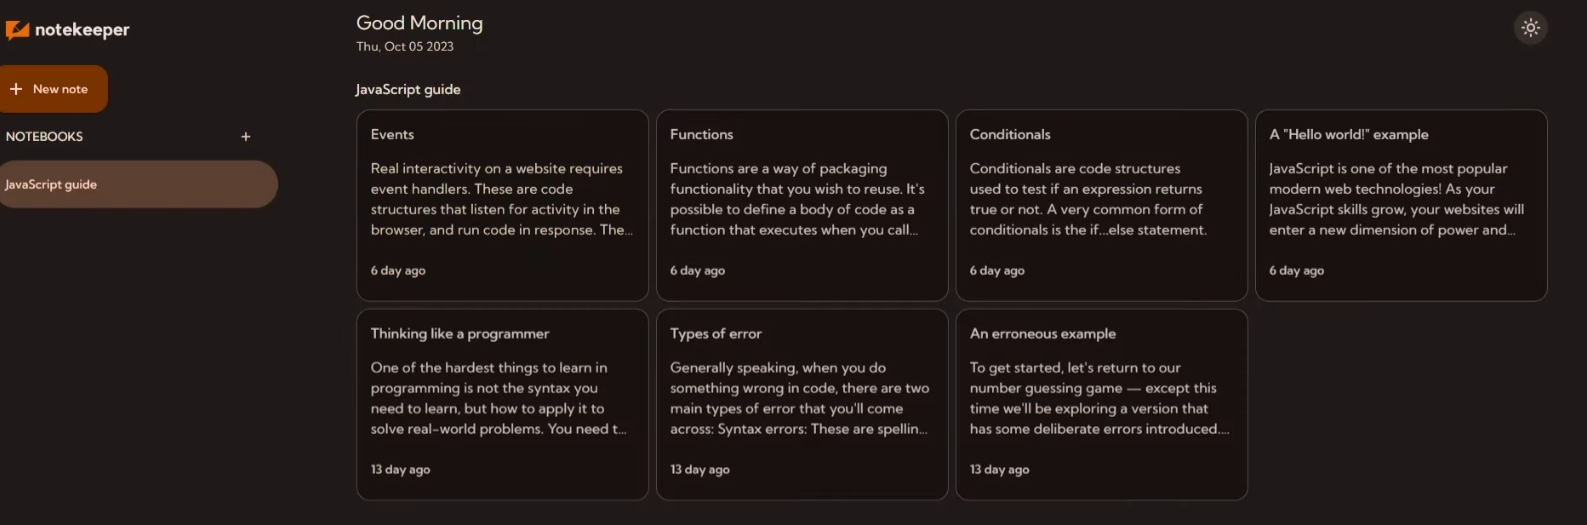 notekeeper
New note
NOTEBOOKS
JavaScript guide
Good Morning
Thu, Oct 05 2023
JavaScript guide
Events
Real interactivity on a website requires
event handlers. These are code
structures that listen for activity in the
browser, and run code in response. The...
6 day ago
Functions
Functions are a way of packaging
functionality that you wish to reuse. It's
possible to define a body of code as a
function that executes when you call...
6 day ago
Conditionals
Conditionals are code structures
used to test if an expression returns
true or not. A very common form of
conditionals is the if...else statement.
6 day ago
A "Hello world!" example
JavaScript is one of the most popular
modern web technologies! As your
JavaScript skills grow, your websites will
enter a new dimension of power and...
6 day ago
Thinking like a programmer
One of the hardest things to learn in
programming is not the syntax you
need to learn, but how to apply it to
solve real-world problems. You need t...
13 day ago
Types of error
Generally speaking, when you do
something wrong in code, there are two
main types of error that you'll come
across: Syntax errors: These are spellin...
13 day ago
An erroneous example
To get started, let's return to our
number guessing game — except this
time we'll be exploring a version that
has some deliberate errors introduced....
13 day ago